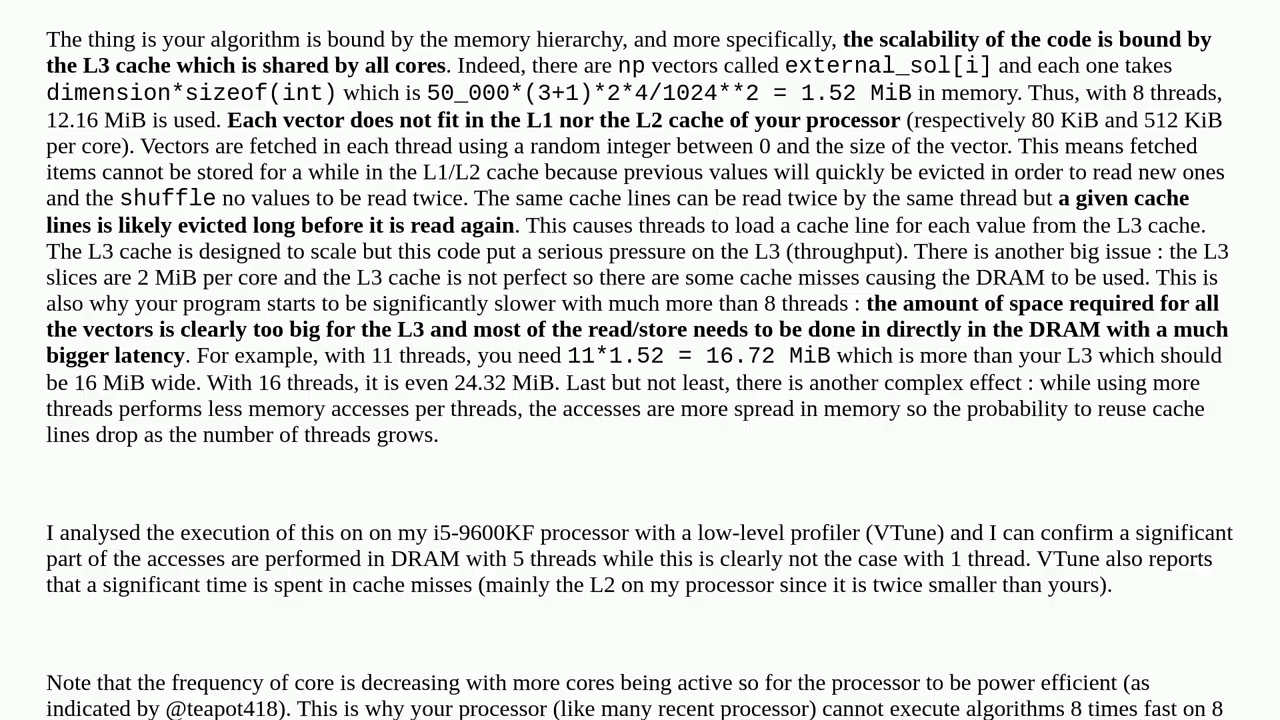 The thing is your algorithm is bound by the memory hierarchy, and more specifically, the scalability of the code is bound by
the L3 cache which is shared by all cores. Indeed, there are np vectors called external_sol[i] and each one takes
dimension*sizeof(int) which is 50_000*(3+1)*2*4/1024**2 = 1.52 MiB in memory. Thus, with 8 threads,
12.16 MiB is used. Each vector does not fit in the L1 nor the L2 cache of your processor (respectively 80 KiB and 512 KiB
per core). Vectors are fetched in each thread using a random integer between 0 and the size of the vector. This means fetched
items cannot be stored for a while in the L1/L2 cache because previous values will quickly be evicted in order to read new ones
and the shuffle no values to be read twice. The same cache lines can be read twice by the same thread but a given cache
lines is likely evicted long before it is read again. This causes threads to load a cache line for each value from the L3 cache.
The L3 cache is designed to scale but this code put a serious pressure on the L3 (throughput). There is another big issue : the L3
slices are 2 MiB per core and the L3 cache is not perfect so there are some cache misses causing the DRAM to be used. This is
also why your program starts to be significantly slower with much more than 8 threads : the amount of space required for all
the vectors is clearly too big for the L3 and most of the read/store needs to be done in directly in the DRAM with a much
bigger latency. For example, with 11 threads, you need 11*1.52 = 16.72 MiB which is more than your L3 which should
be 16 MiB wide. With 16 threads, it is even 24.32 MiB. Last but not least, there is another complex effect : while using more
threads performs less memory accesses per threads, the accesses are more spread in memory so the probability to reuse cache
lines drop as the number of threads grows.
I analysed the execution of this on on my i5-9600KF processor with a low-level profiler (VTune) and I can confirm a significant
part of the accesses are performed in DRAM with 5 threads while this is clearly not the case with 1 thread. VTune also reports
that a significant time is spent in cache misses (mainly the L2 on my processor since it is twice smaller than yours).
Note that the frequency of core is decreasing with more cores being active so for the processor to be power efficient (as
indicated by @teapot418). This is why your processor (like many recent processor) cannot execute algorithms 8 times fast on 8